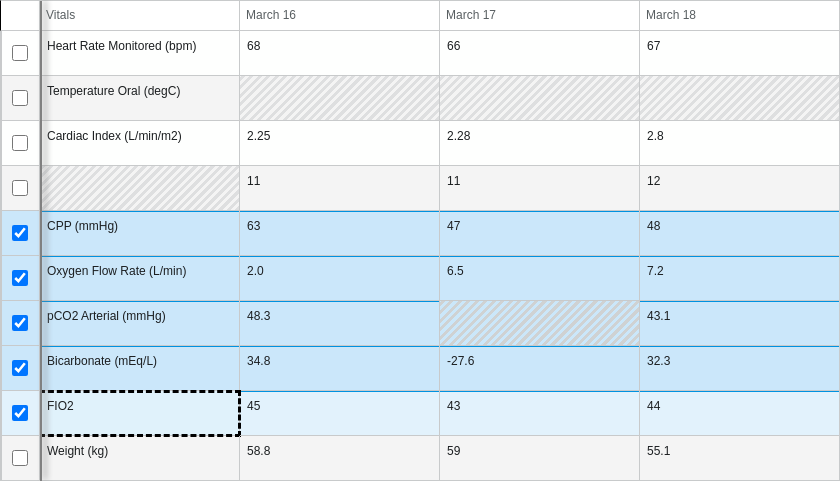 Vitals March 16 March 17 March 18
Heart Rate Monitored (bpm) 68 66 67
Temperature Oral (degC)
Cardiac Index (L/min/m2) 2.25 2.28 2.8
11 11 12
CPP (mmHg) 63 47 48
Oxygen Flow Rate (L/min) 2.0 6.5 7.2
pCO2 Arterial (mmHg) 48.3 43.1
Bicarbonate (mEq/L) 34.8 -27.6 32.3
FIO2 45 43 44
Weight (kg) 58.8 59 55.1